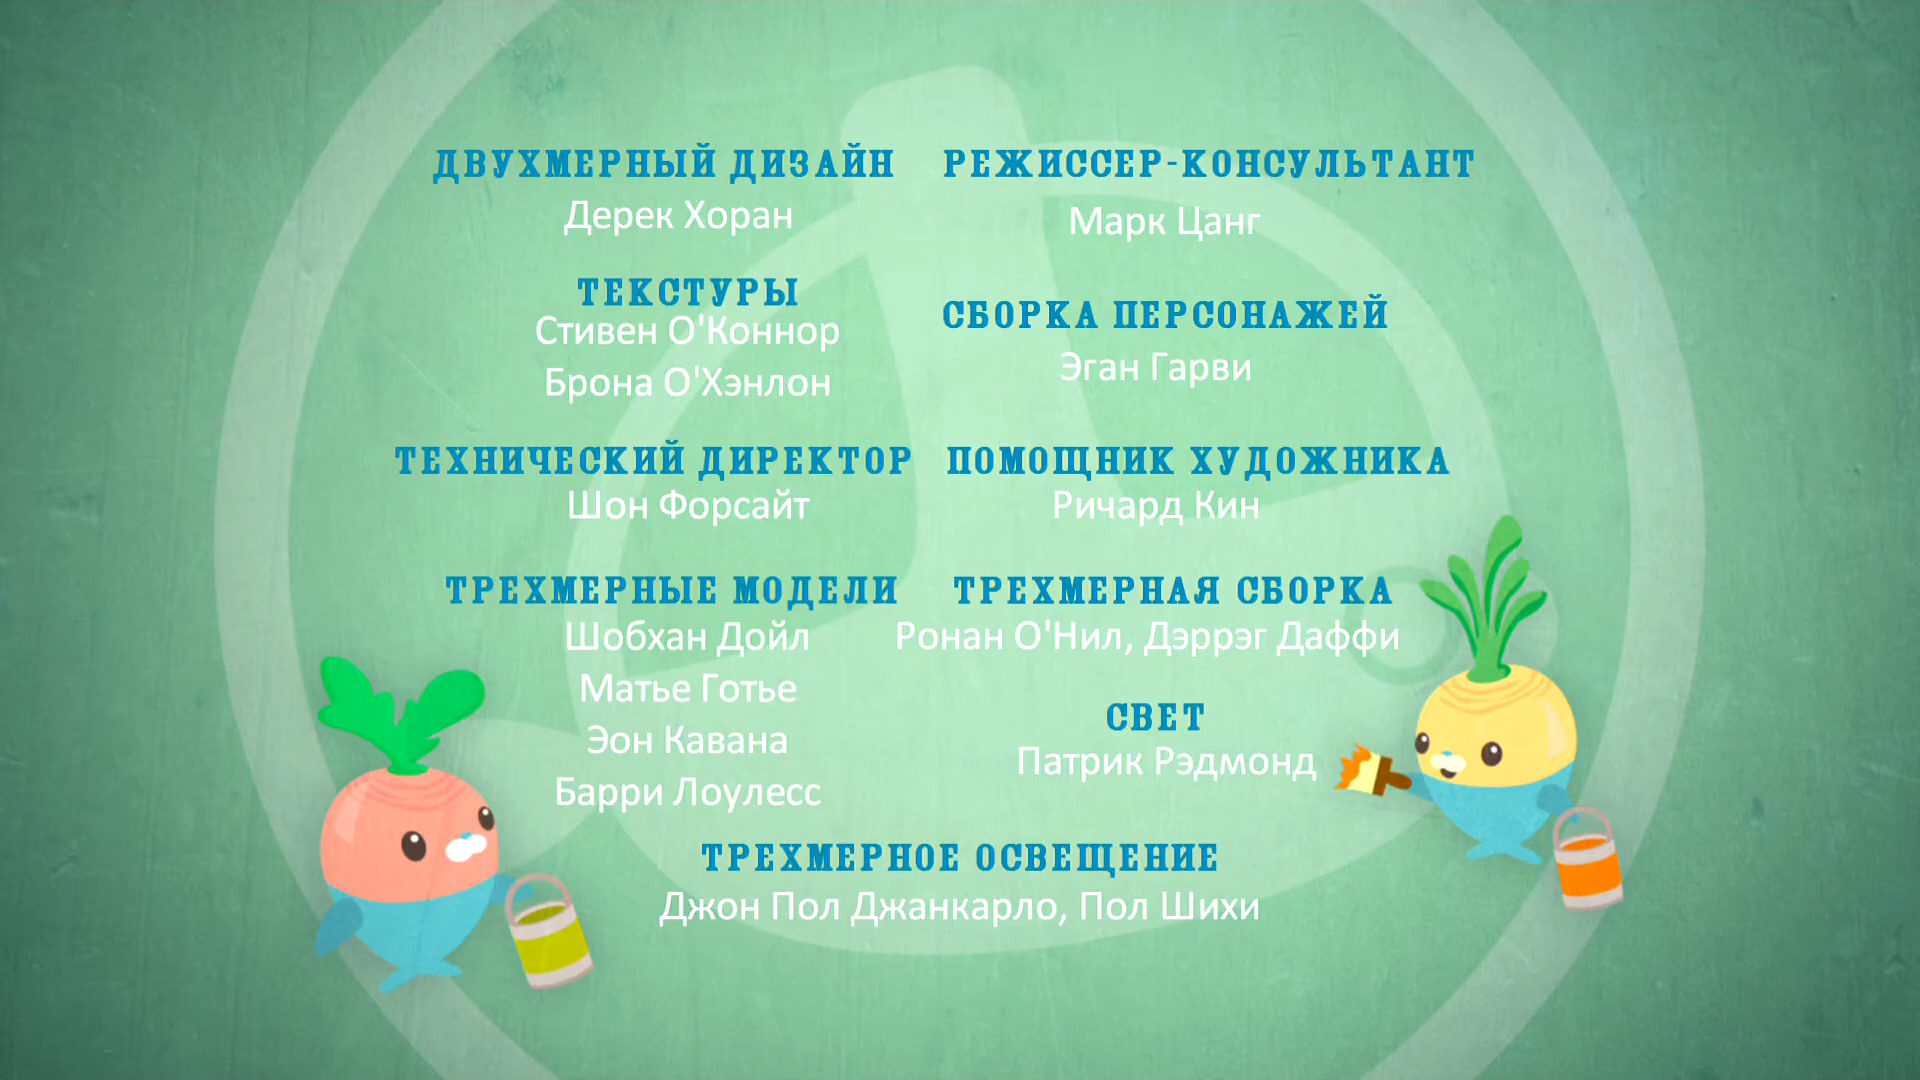 ДВУХМЕРНЫЙ ДИЗАЙН
Дерек Хоран
РЕЖИССЕР-КОНСУЛЬТАНТ
Марк Цанг
ТЕКСТУРЫ
Стивен О'Коннор
Брона О'Хэнлон
СБОРКА ПЕРСОНАЖЕЙ
Эган Гарви
ТЕХНИЧЕСКИЙ ДИРЕКТОР
Шон Форсайт
ПОМОЩНИК ХУДОЖНИКА
Ричард Кин
ТРЕХМЕРНЫЕ МОДЕЛИ
Шобхан Дойл
Матье Готье
Эон Кавана
Барри Лоулесс
ТРЕХМЕРНАЯ СБОРКА
Ронан О'Нил, Дэррэг Даффи
СВЕТ
Патрик Рэдмонд
ТРЕХМЕРНОЕ ОСВЕЩЕНИЕ
Джон Пол Джанкарло, Пол Шихи